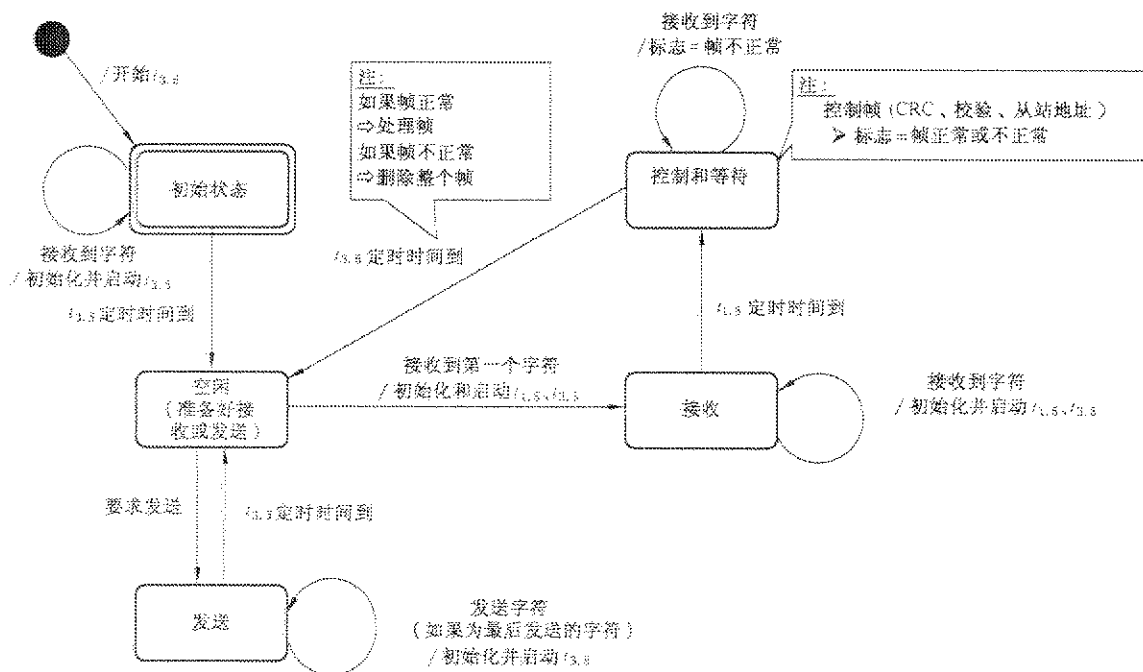 /开始t3.5
初始状态
接收到字符
/初始化并启动t3.5
t3.5定时时间到
注:
如果帧正常
⇒处理帧
如果帧不正常
⇒删除整个帧
t3.5定时时间到
接收到字符
/标志=帧不正常
注:
控制帧(CRC、校验、从站地址)
➤ 标志=帧正常或不正常
控制和等待
t1.5定时时间到
空闲
(准备好接
收或发送)
接收到第一个字符
/初始化和启动t1.5、t3.5
接收
接收到字符
/初始化并启动t1.5、t3.5
要求发送
t3.5定时时间到
发送
发送字符
(如果为最后发送的字符)
/初始化并启动t3.5